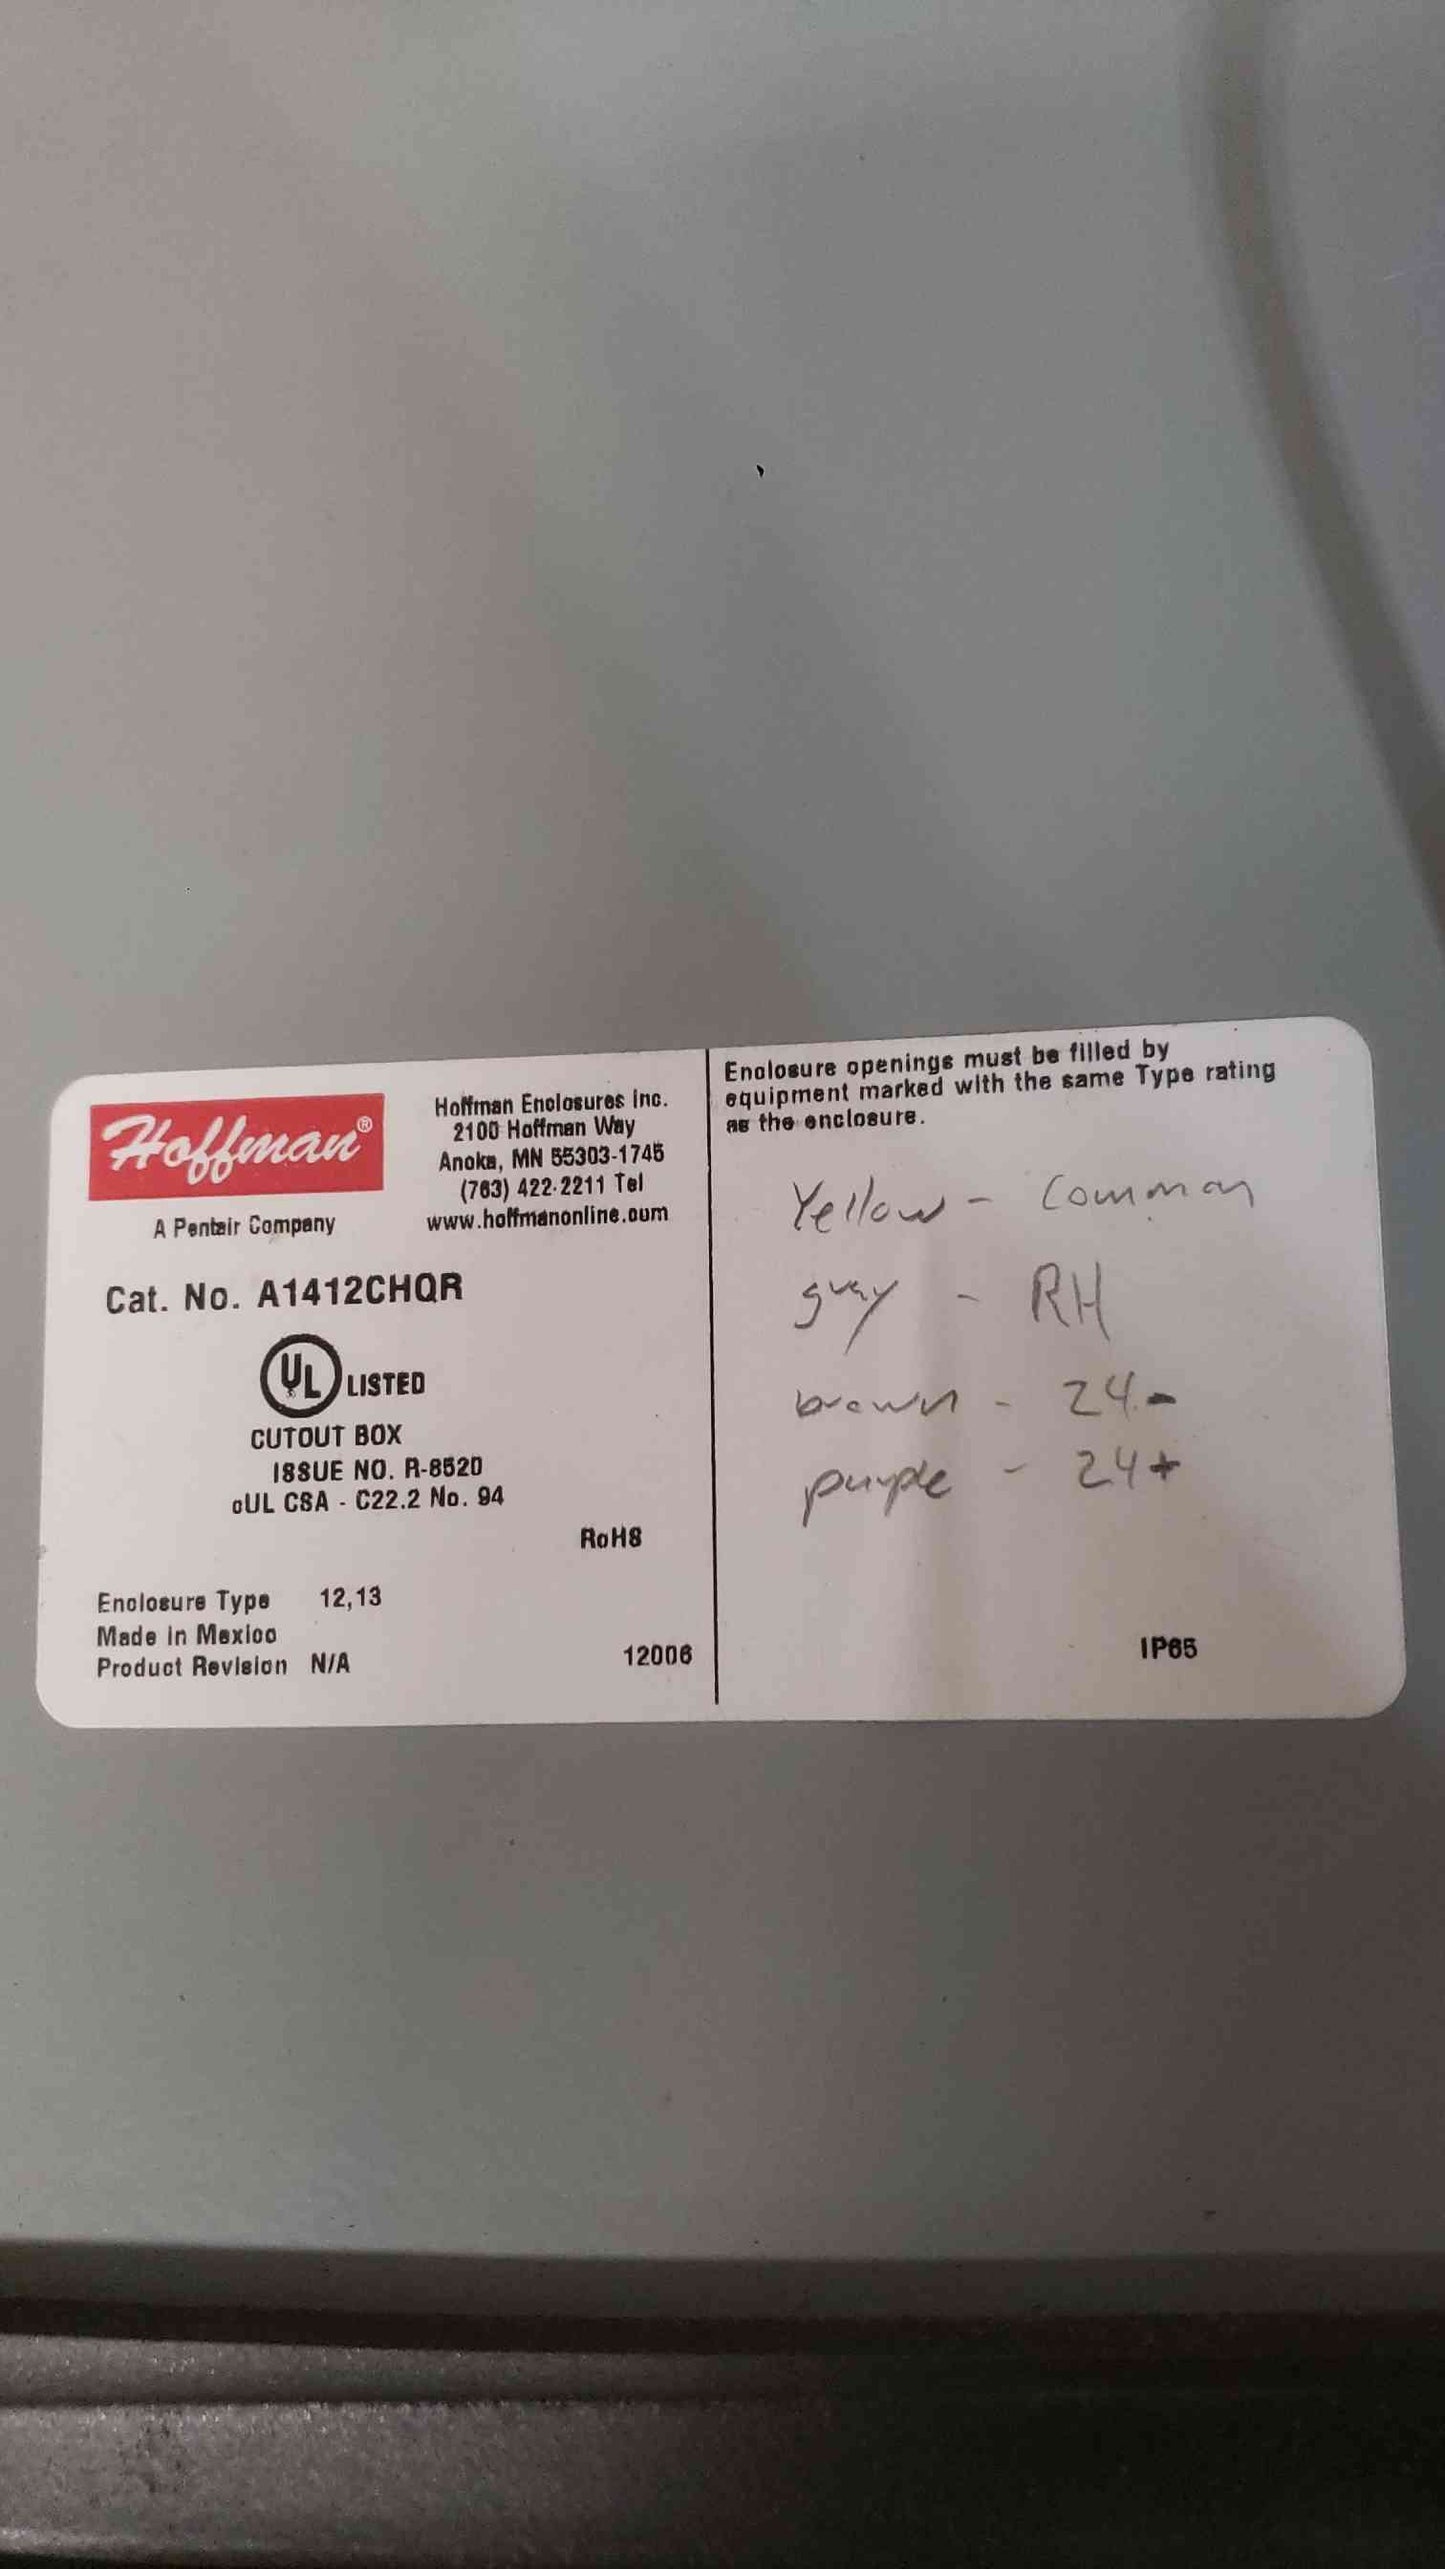 Hoffman®
A Pentair Company
Hoffman Enclosures Inc.
2100 Hoffman Way
Anoka, MN 55303-1745
(763) 422-2211 Tel
www.hoffmanonline.com
Cat. No. A1412CHQR
UL LISTED
CUTOUT BOX
ISSUE NO. R-8520
cUL CSA - C22.2 No. 94
RoHS
Enclosure Type 12,13
Made in Mexico
Product Revision N/A
12006
Enclosure openings must be filled by
equipment marked with the same Type rating
as the enclosure.
Yellow - Common
gray - RH
brown - 24-
purple - 24+
IP65